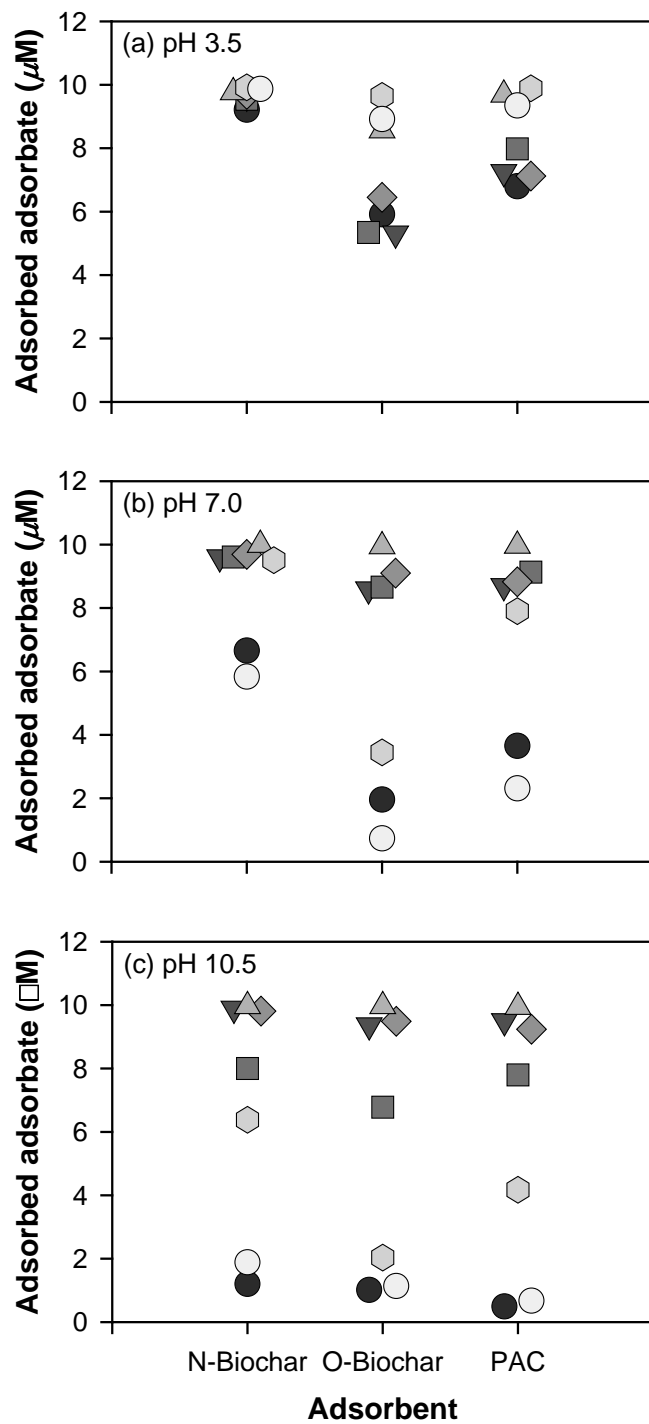 (a) pH 3.5
Adsorbed adsorbate (μM)
12
10
8
6
4
2
0
(b) pH 7.0
Adsorbed adsorbate (μM)
12
10
8
6
4
2
0
(c) pH 10.5
Adsorbed adsorbate (□M)
12
10
8
6
4
2
0
N-Biochar O-Biochar PAC
Adsorbent